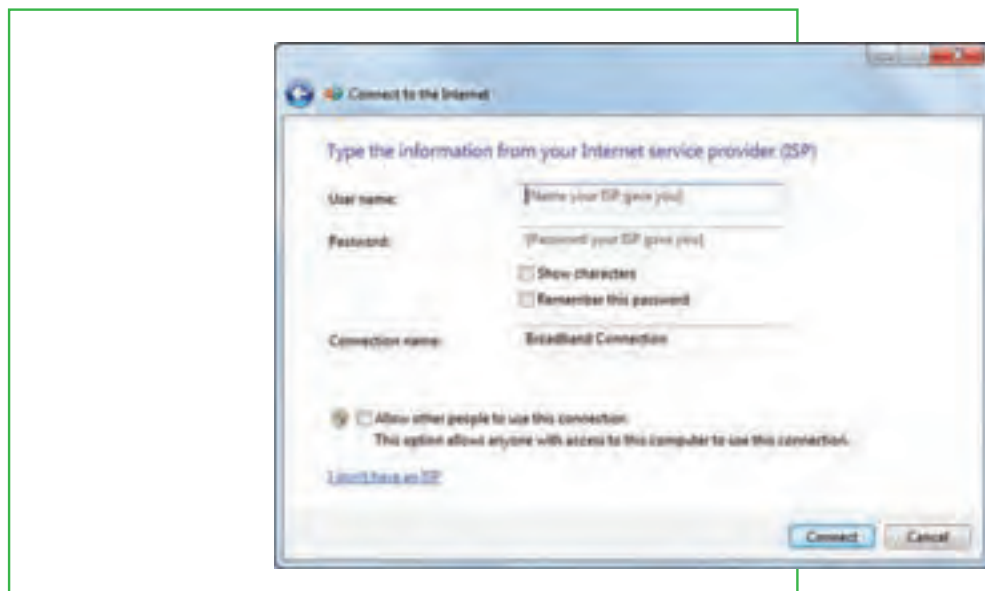 Connect to the Internet
Type the information from your Internet service provider (ISP)
User name: [Name your ISP gave you]
Password: [Password your ISP gave you]
Show characters
Remember this password
Connection name: Broadband Connection
Allow other people to use this connection
This option allows anyone with access to this computer to use this connection.
I don't have an ISP
Connect Cancel